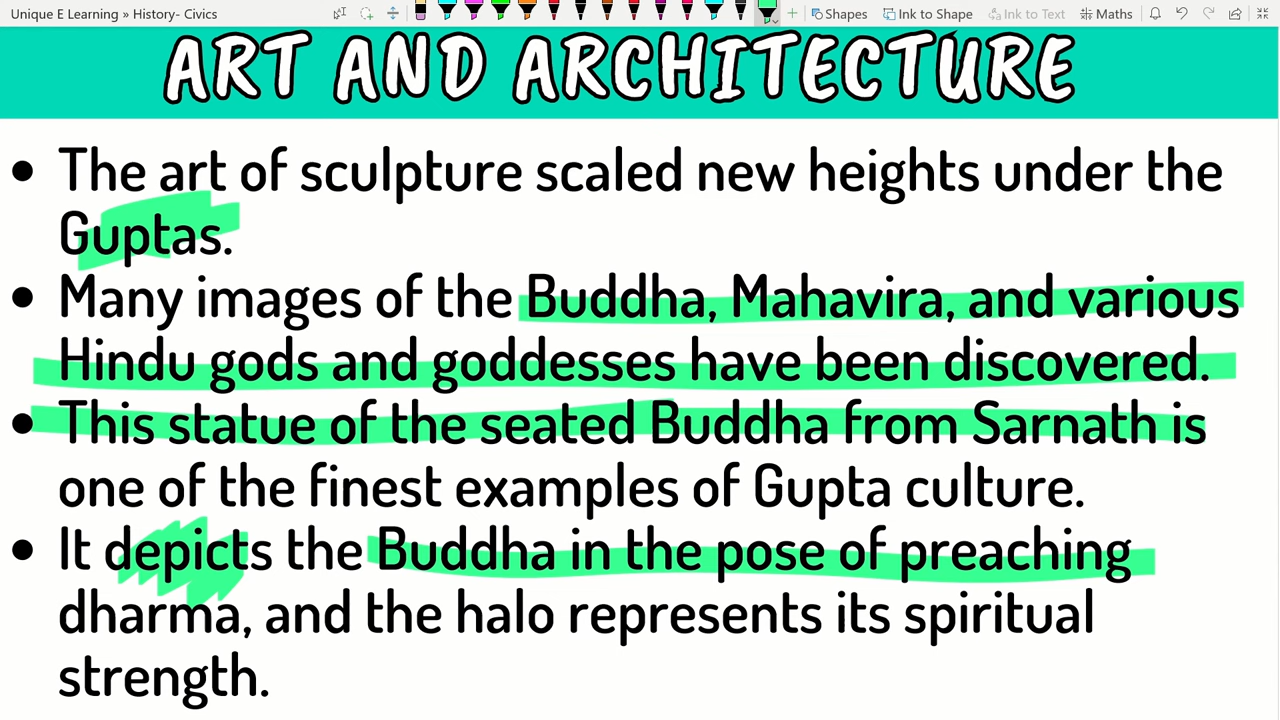 Unique E Learning » History- Civics
Shapes
Ink to Shape
Ink to Text
Maths
ART AND ARCHITECTURE
• The art of sculpture scaled new heights under the
Guptas.
• Many images of the Buddha, Mahavira, and various
Hindu gods and goddesses have been discovered.
• This statue of the seated Buddha from Sarnath is
one of the finest examples of Gupta culture.
• It depicts the Buddha in the pose of preaching
dharma, and the halo represents its spiritual
strength.